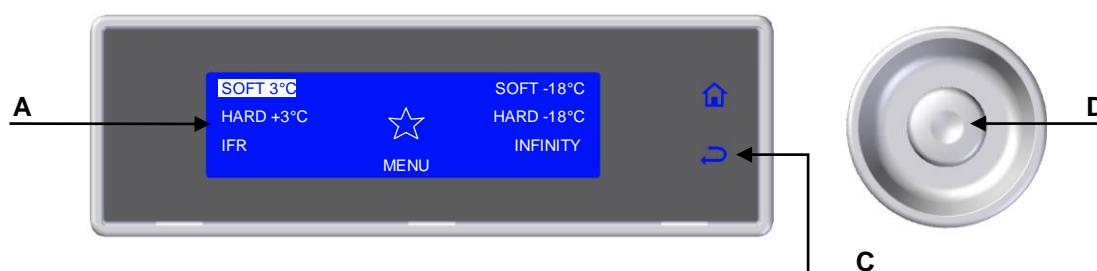 A
SOFT 3°C
HARD +3°C
IFR
MENU
SOFT -18°C
HARD -18°C
INFINITY
C
D